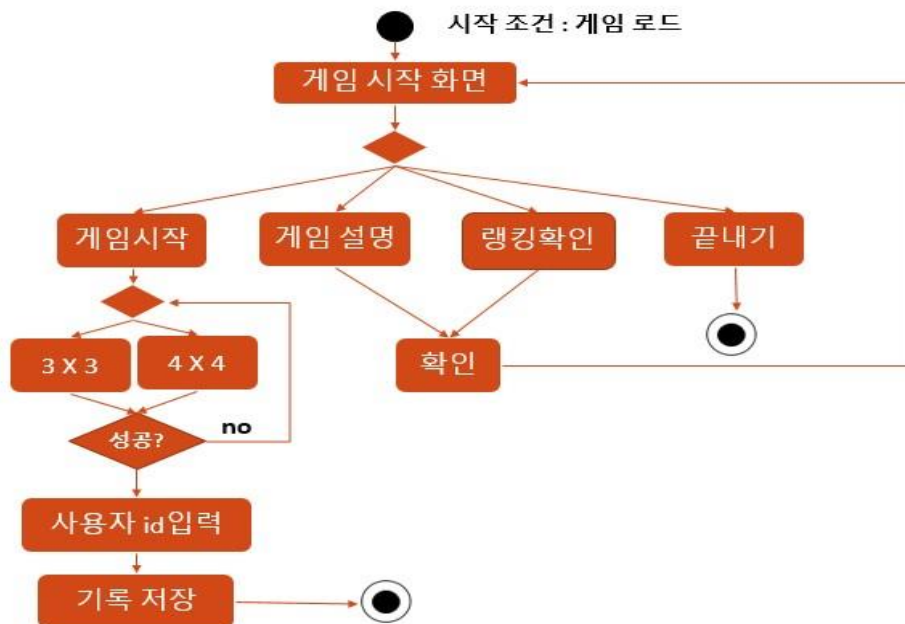 시작 조건 : 게임 로드
게임 시작 화면
게임시작
게임 설명
랭킹확인
끝내기
3 X 3
4 X 4
확인
성공?
no
사용자 id입력
기록 저장